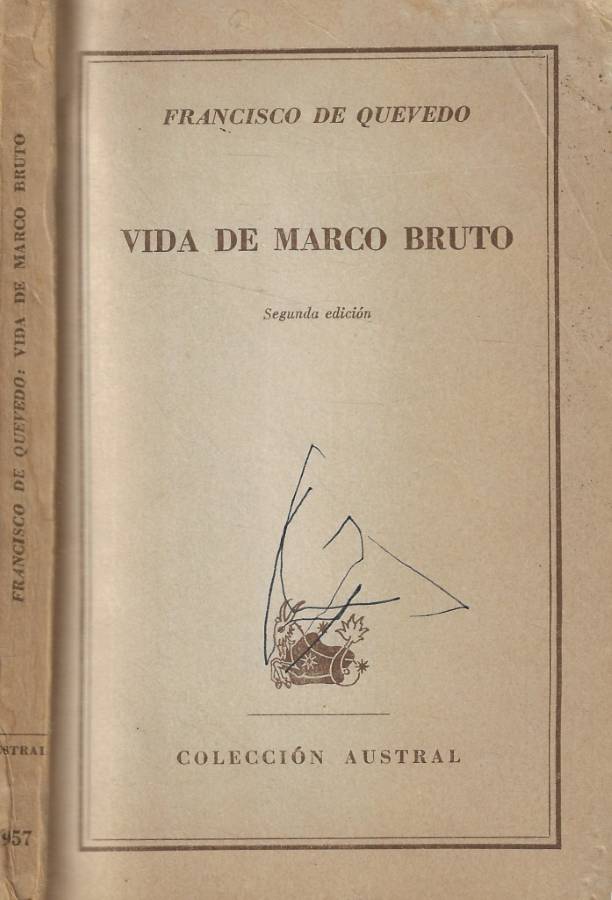 FRANCISCO DE QUEVEDO: VIDA DE MARCO BRUTO
STRAL
957
FRANCISCO DE QUEVEDO
VIDA DE MARCO BRUTO
Segunda edición
COLECCIÓN AUSTRAL